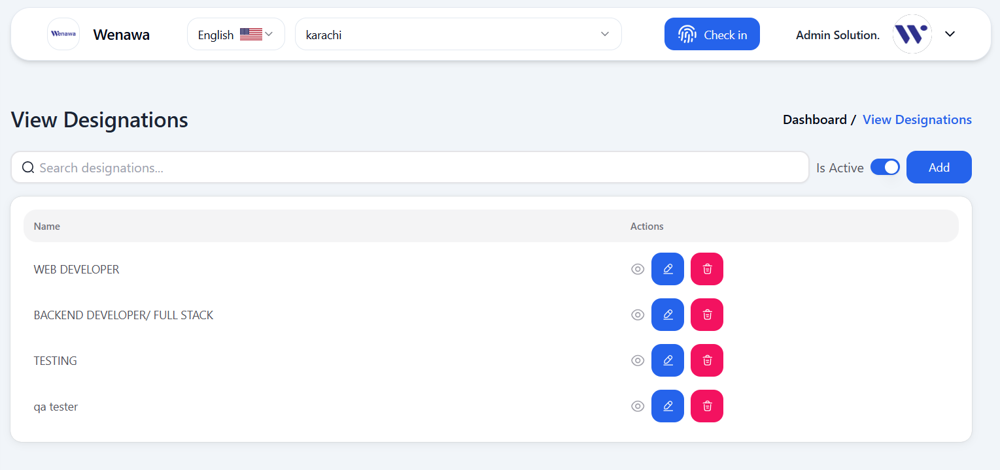 Wenawa
Wenawa
English
karachi
Check in
Admin Solution.
View Designations
Dashboard / View Designations
Search designations...
Is Active
Add
Name
Actions
WEB DEVELOPER
BACKEND DEVELOPER/ FULL STACK
TESTING
qa tester